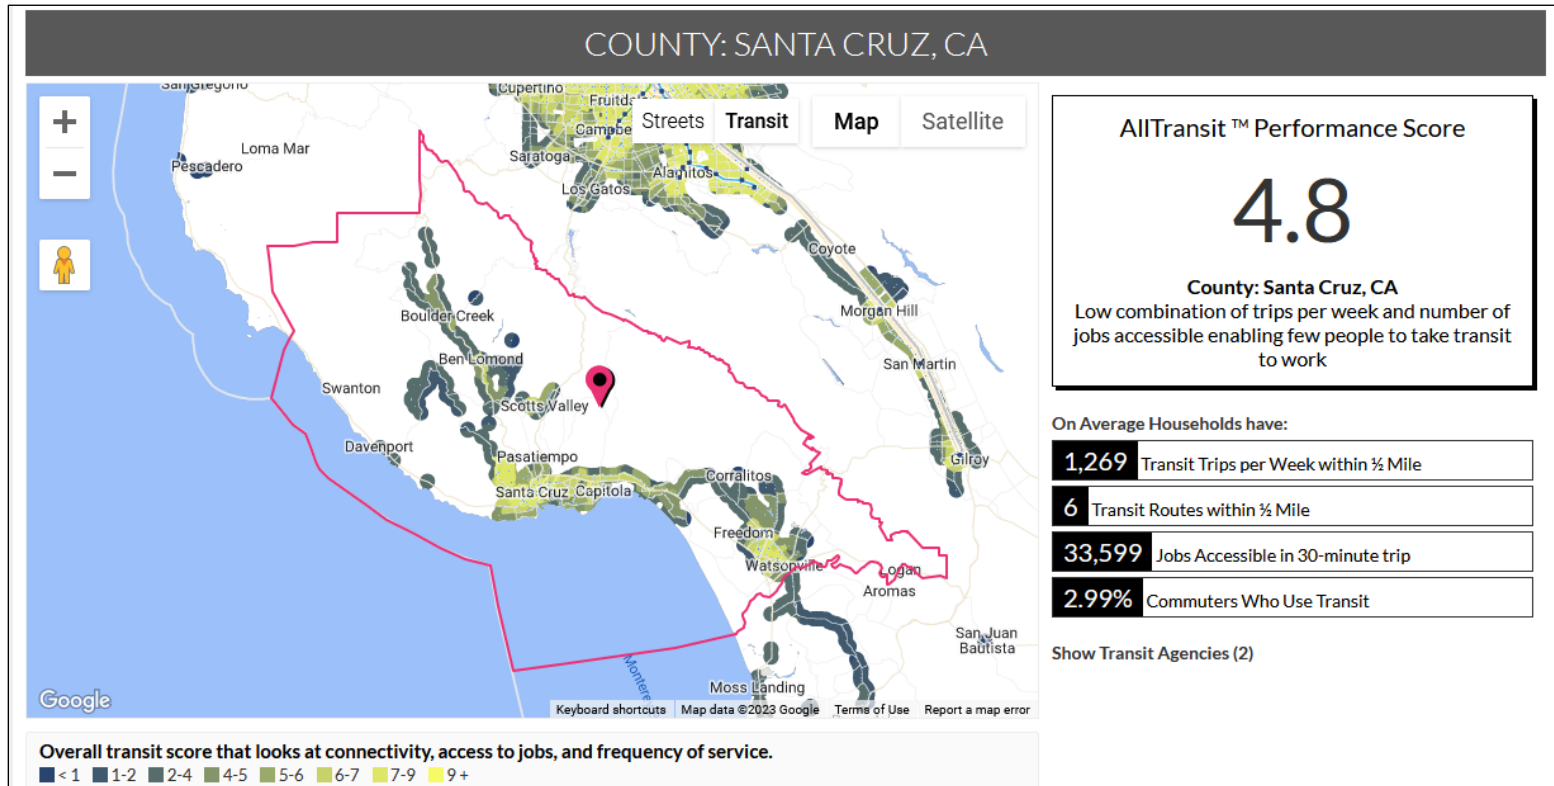 COUNTY: SANTA CRUZ, CA
San Gregorio
Cupertino
Fruitda
Streets
Transit
Map
Satellite
Loma Mar
Campbe
Pescadero
Saratoga
Alamitos
Los Gatos
Coyote
Boulder Creek
Morgan Hill
Ben Lomond
San Martin
Swanton
Scotts Valley
Davenport
Pasatiempo
Gilroy
Corralitos
Santa Cruz
Capitola
Freedom
Watsonville
Logan
Aromas
San Juan
Bautista
Montere
Moss Landing
Google
Keyboard shortcuts
Map data ©2023 Google
Terms of Use
Report a map error
AllTransit ™ Performance Score
4.8
County: Santa Cruz, CA
Low combination of trips per week and number of
jobs accessible enabling few people to take transit
to work
On Average Households have:
1,269 Transit Trips per Week within ½ Mile
6 Transit Routes within ½ Mile
33,599 Jobs Accessible in 30-minute trip
2.99% Commuters Who Use Transit
Show Transit Agencies (2)
Overall transit score that looks at connectivity, access to jobs, and frequency of service.
< 1 1-2 2-4 4-5 5-6 6-7 7-9 9 +